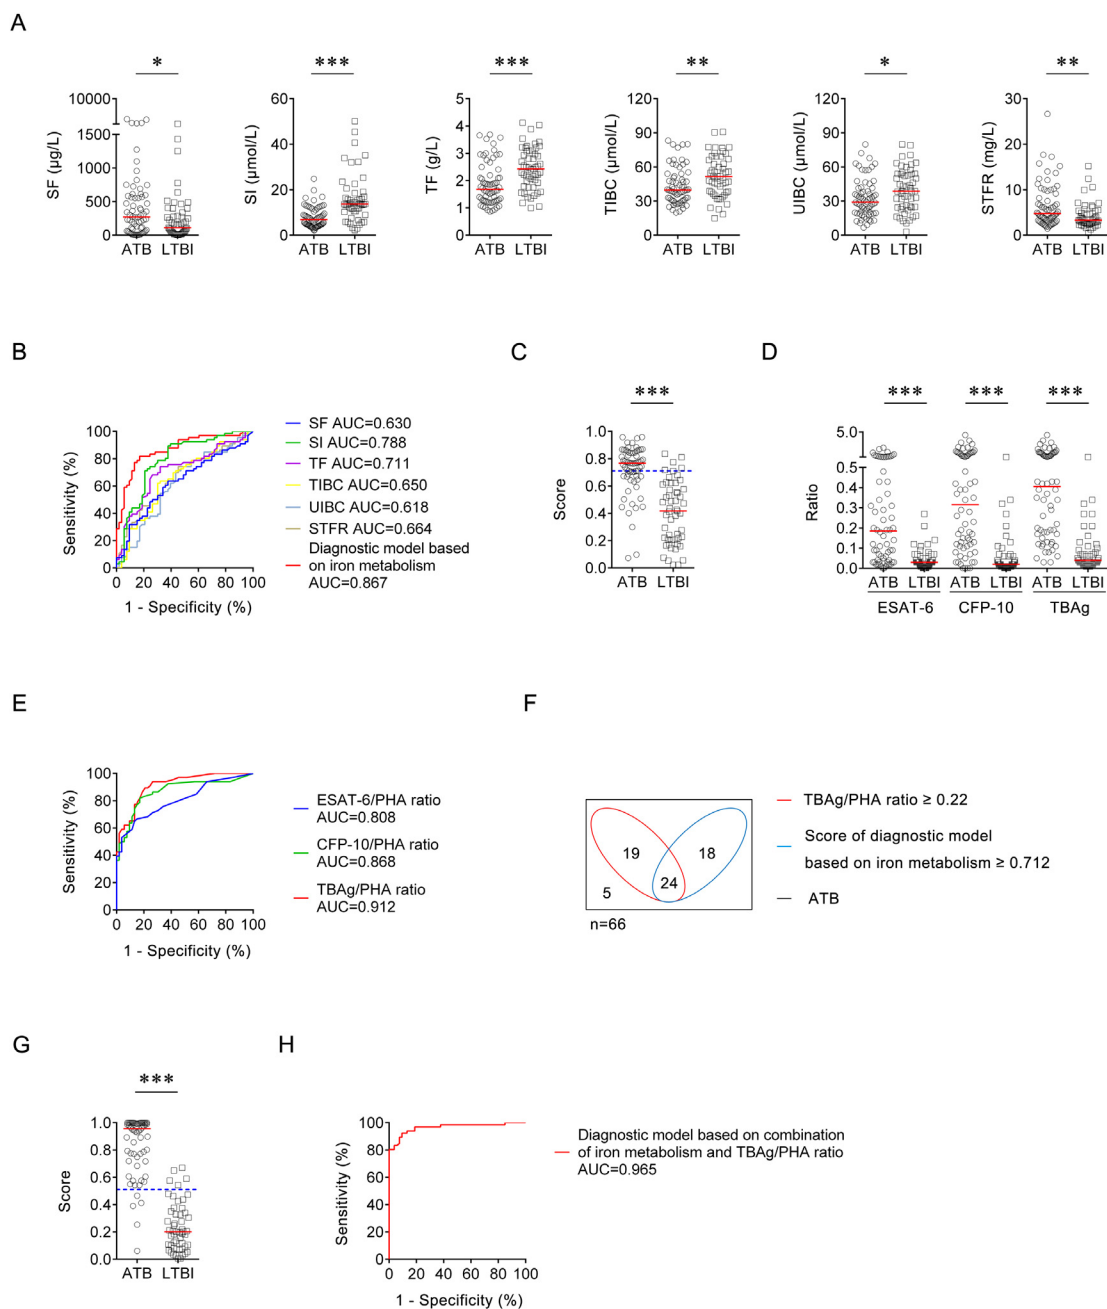 A
*
***
***
**
*
**
SF (µg/L)
10000
1500
1000
500
0
ATB LTBI
SI (µmol/L)
60
40
20
0
ATB LTBI
TF (g/L)
5
4
3
2
1
0
ATB LTBI
TIBC (µmol/L)
120
90
60
30
0
ATB LTBI
UIBC (µmol/L)
120
90
60
30
0
ATB LTBI
STFR (mg/L)
30
20
10
0
ATB LTBI
B
Sensitivity (%)
100
80
60
40
20
0
0 20 40 60 80 100
1 - Specificity (%)
SF AUC=0.630
SI AUC=0.788
TF AUC=0.711
TIBC AUC=0.650
UIBC AUC=0.618
STFR AUC=0.664
Diagnostic model based
on iron metabolism
AUC=0.867
C
***
Score
1.0
0.8
0.6
0.4
0.2
0.0
ATB LTBI
D
*** *** ***
Ratio
5.0
0.5
0.4
0.3
0.2
0.1
0.0
ATB LTBI ATB LTBI ATB LTBI
ESAT-6 CFP-10 TBAg
E
Sensitivity (%)
100
80
60
40
20
0
0 20 40 60 80 100
1 - Specificity (%)
ESAT-6/PHA ratio
AUC=0.808
CFP-10/PHA ratio
AUC=0.868
TBAg/PHA ratio
AUC=0.912
F
19
18
24
5
n=66
TBAg/PHA ratio ≥ 0.22
Score of diagnostic model
based on iron metabolism ≥ 0.712
ATB
G
***
Score
1.0
0.8
0.6
0.4
0.2
0.0
ATB LTBI
H
Sensitivity (%)
100
80
60
40
20
0
0 20 40 60 80 100
1 - Specificity (%)
Diagnostic model based on combination
of iron metabolism and TBAg/PHA ratio
AUC=0.965